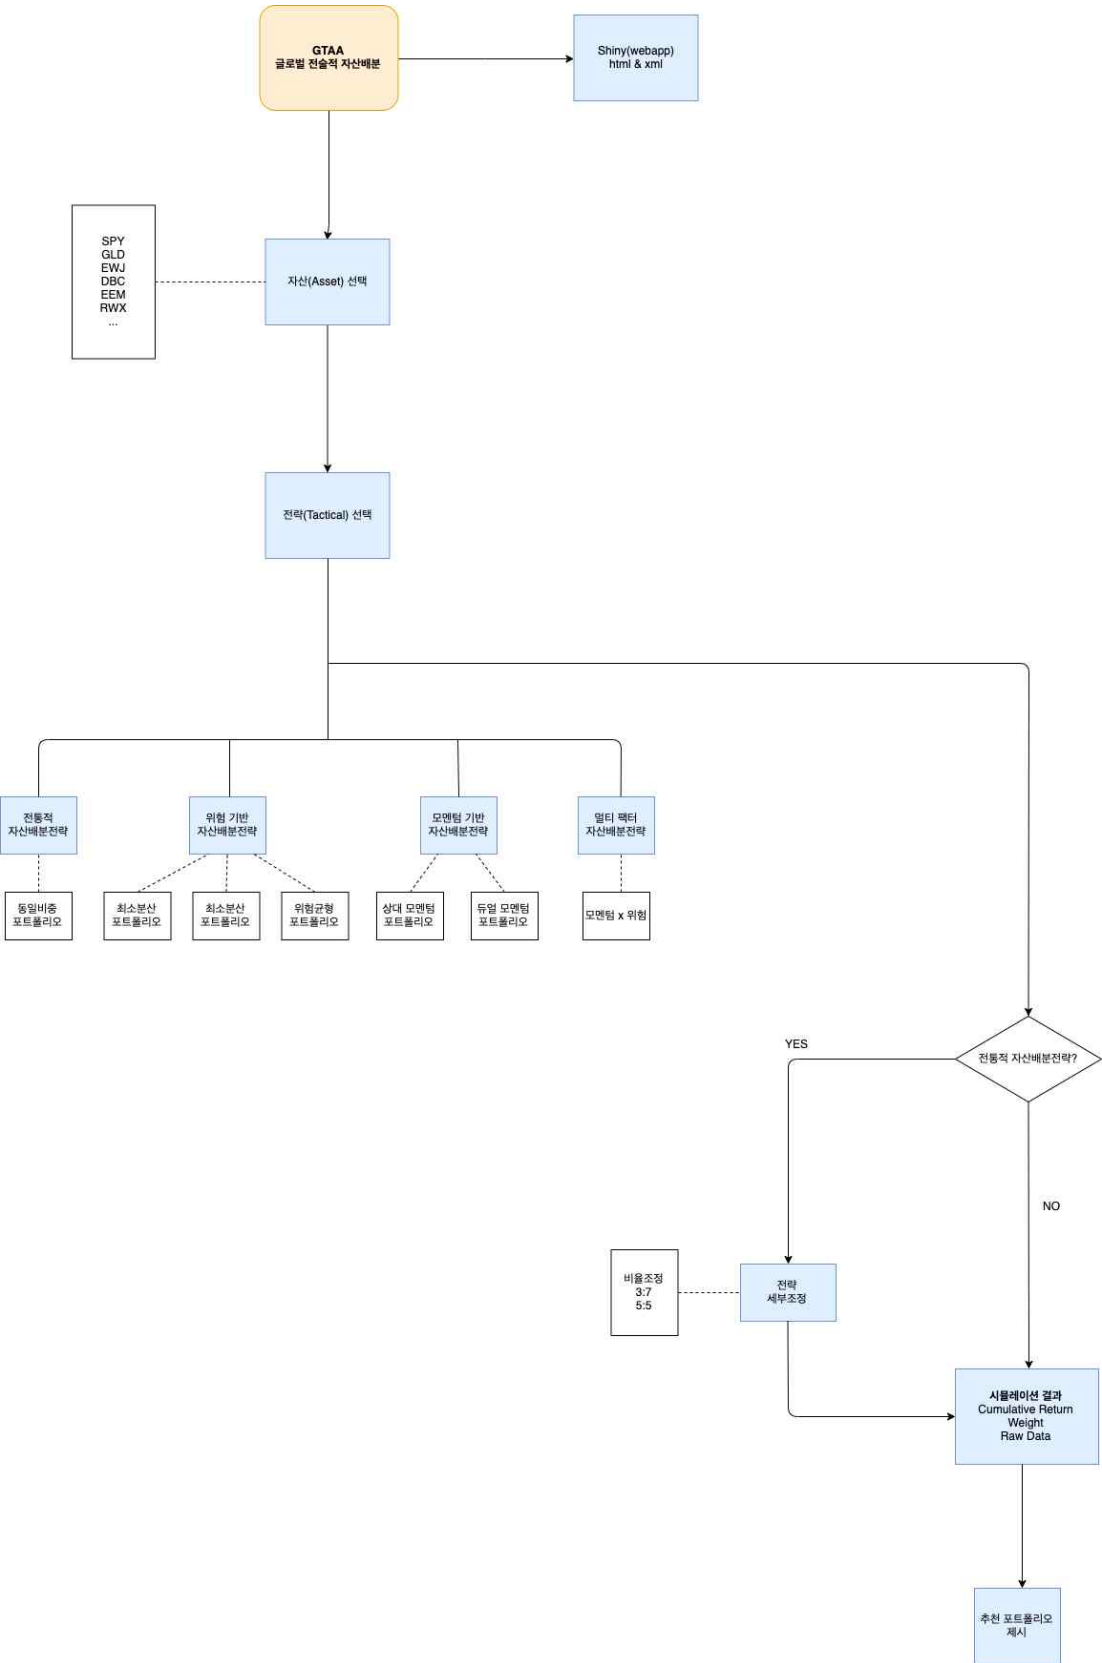 GTAA
글로벌 전술적 자산배분
Shiny(webapp)
html & xml
SPY
GLD
EWJ
DBC
EEM
RWX
...
자산(Asset) 선택
전략(Tactical) 선택
전통적
자산배분전략
위험 기반
자산배분전략
모멘텀 기반
자산배분전략
멀티 팩터
자산배분전략
동일비중
포트폴리오
최소분산
포트폴리오
최소분산
포트폴리오
위험균형
포트폴리오
상대 모멘텀
포트폴리오
듀얼 모멘텀
포트폴리오
모멘텀 x 위험
YES
전통적 자산배분전략?
NO
비율조정
3:7
5:5
전략
세부조정
시뮬레이션 결과
Cumulative Return
Weight
Raw Data
추천 포트폴리오
제시